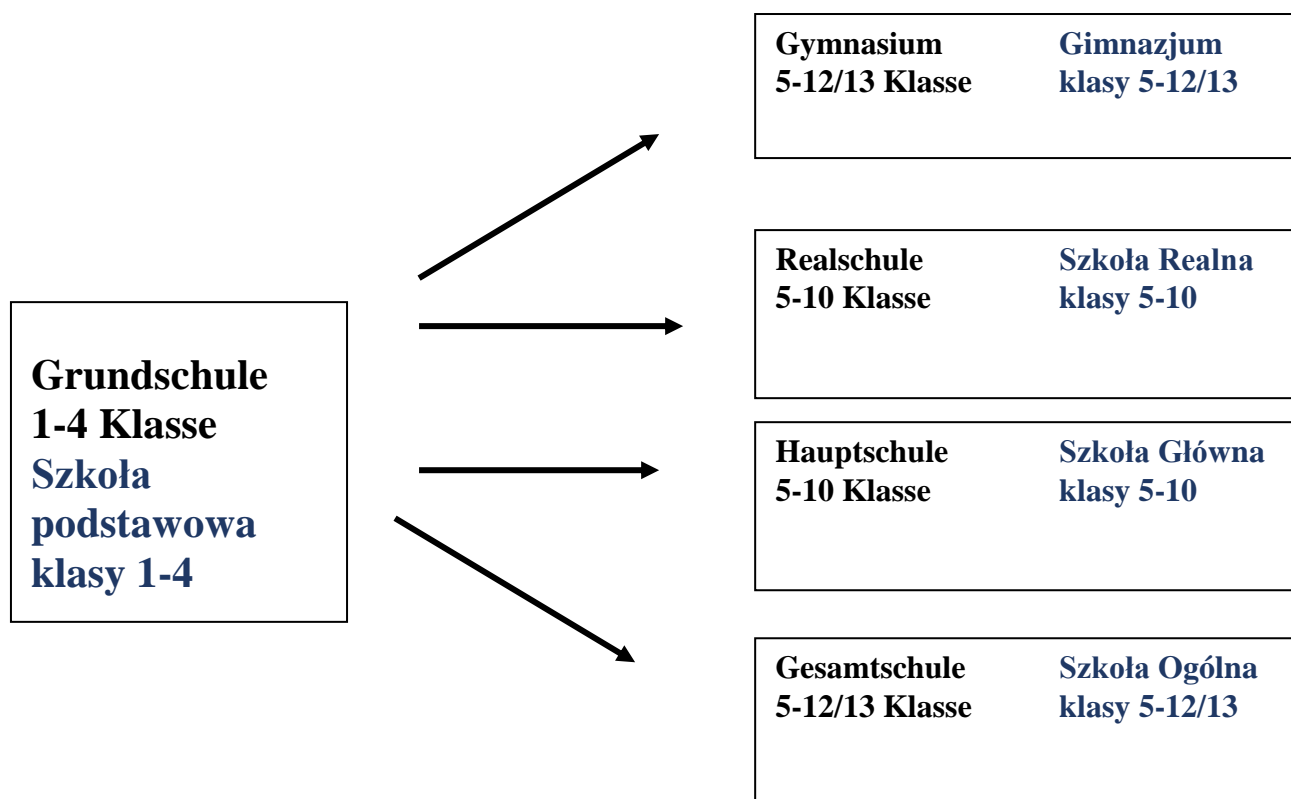 Grundschule
1-4 Klasse
Szkoła
podstawowa
klasy 1-4
Gymnasium Gimnazjum
5-12/13 Klasse klasy 5-12/13
Realschule Szkoła Realna
5-10 Klasse klasy 5-10
Hauptschule Szkoła Główna
5-10 Klasse klasy 5-10
Gesamtschule Szkoła Ogólna
5-12/13 Klasse klasy 5-12/13